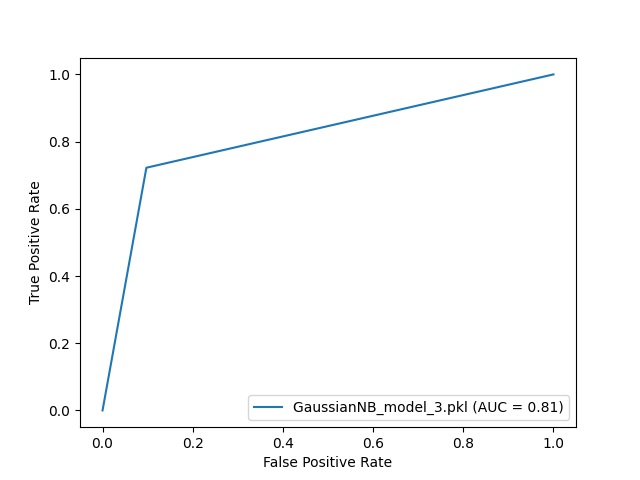 1.0
0.8
0.6
0.4
0.2
0.0
True Positive Rate
GaussianNB_model_3.pkl (AUC = 0.81)
0.0 0.2 0.4 0.6 0.8 1.0
False Positive Rate